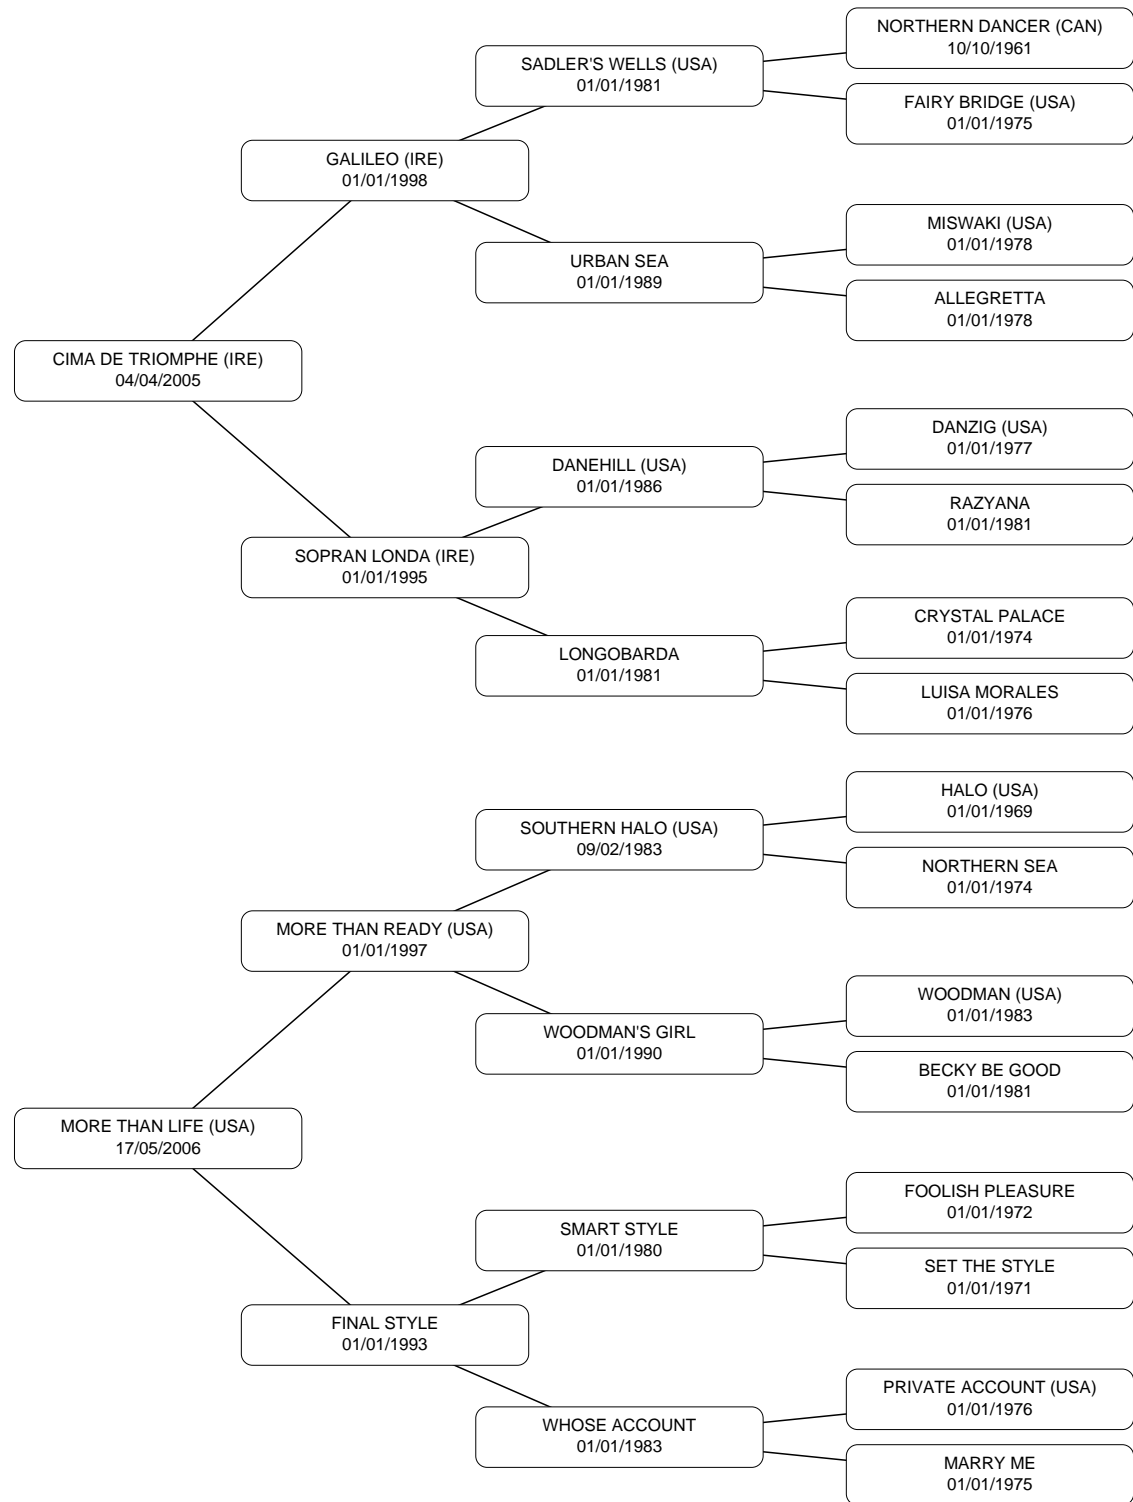 NORTHERN DANCER (CAN)
10/10/1961
SADLER'S WELLS (USA)
01/01/1981
FAIRY BRIDGE (USA)
01/01/1975
GALILEO (IRE)
01/01/1998
MISWAKI (USA)
01/01/1978
URBAN SEA
01/01/1989
ALLEGRETTA
01/01/1978
CIMA DE TRIOMPHE (IRE)
04/04/2005
DANZIG (USA)
01/01/1977
DANEHILL (USA)
01/01/1986
RAZYANA
01/01/1981
SOPRAN LONDA (IRE)
01/01/1995
CRYSTAL PALACE
01/01/1974
LONGOBARDA
01/01/1981
LUISA MORALES
01/01/1976
HALO (USA)
01/01/1969
SOUTHERN HALO (USA)
09/02/1983
NORTHERN SEA
01/01/1974
MORE THAN READY (USA)
01/01/1997
WOODMAN (USA)
01/01/1983
WOODMAN'S GIRL
01/01/1990
BECKY BE GOOD
01/01/1981
MORE THAN LIFE (USA)
17/05/2006
FOOLISH PLEASURE
01/01/1972
SMART STYLE
01/01/1980
SET THE STYLE
01/01/1971
FINAL STYLE
01/01/1993
PRIVATE ACCOUNT (USA)
01/01/1976
WHOSE ACCOUNT
01/01/1983
MARRY ME
01/01/1975